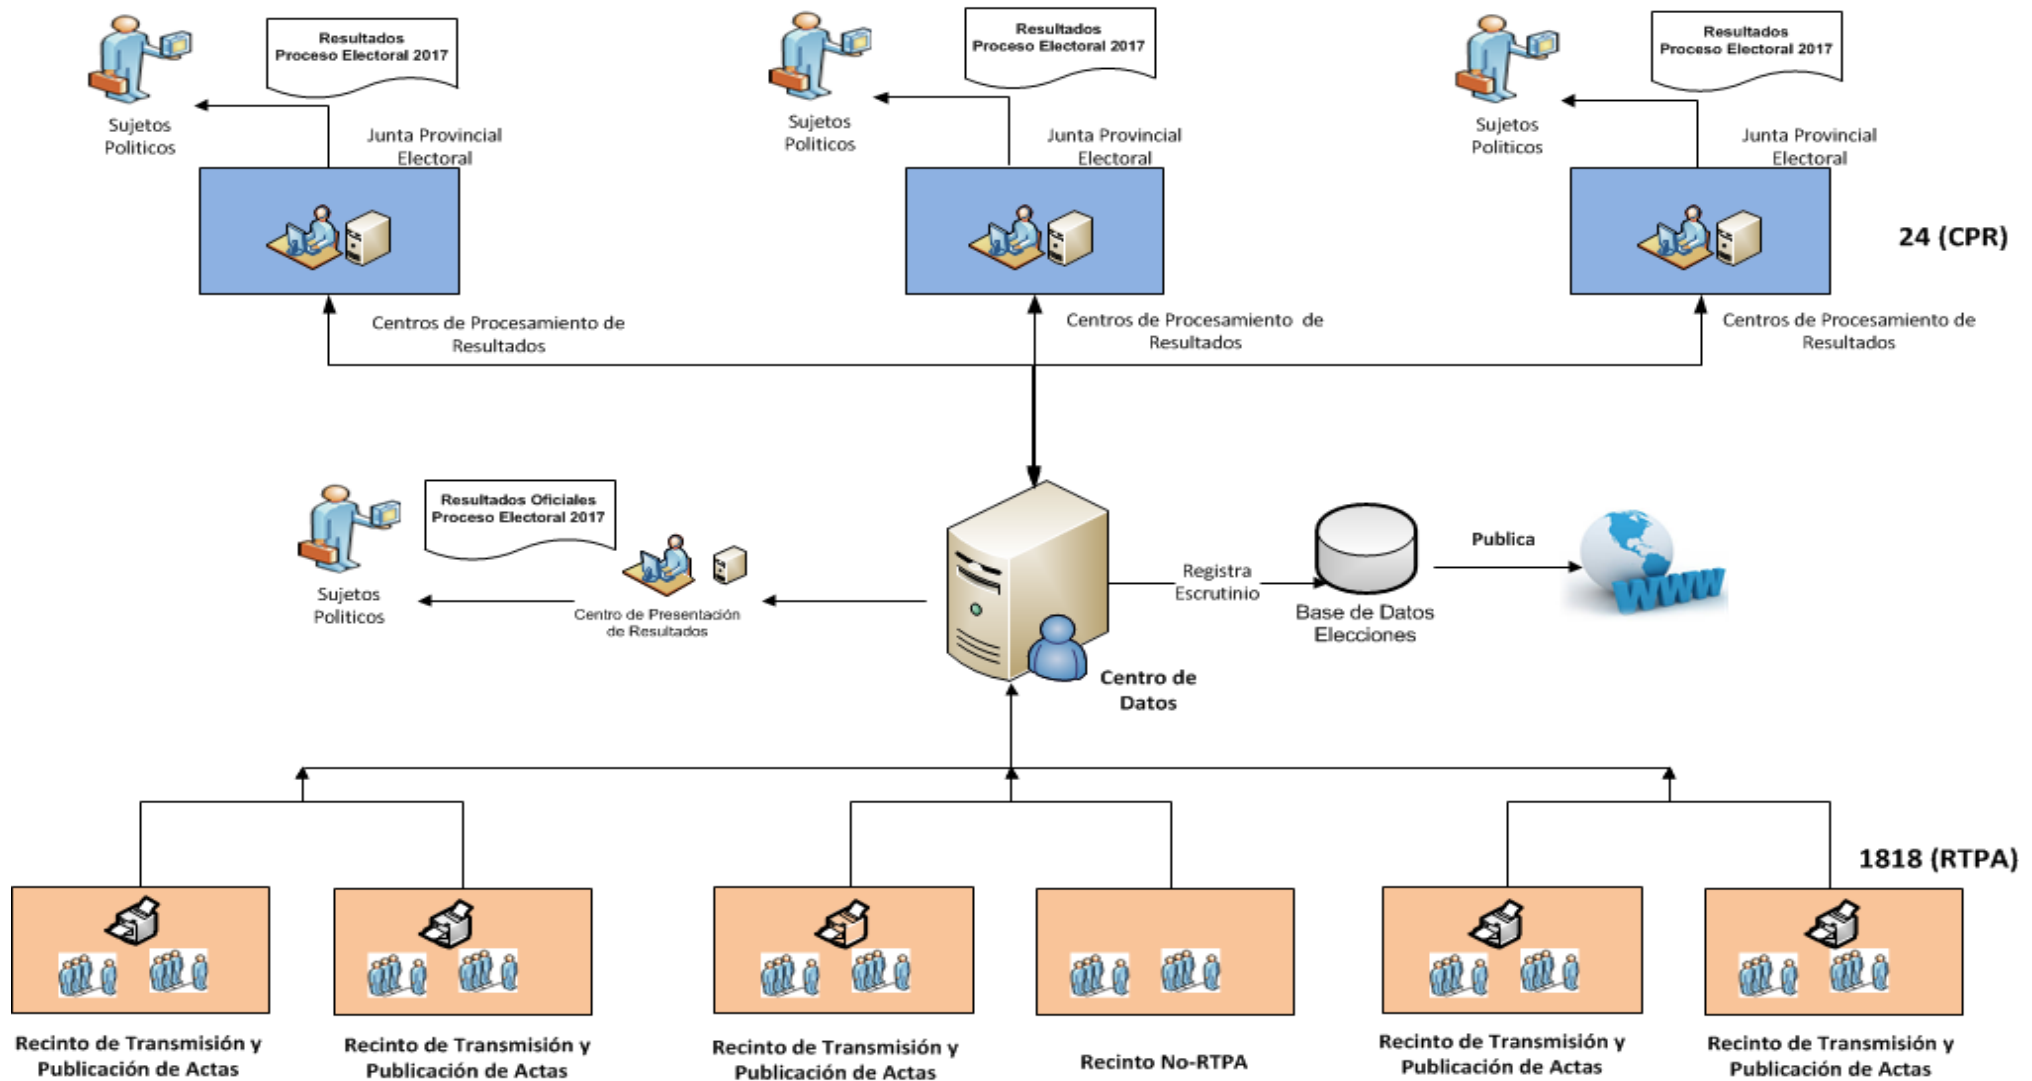 Resultados
Proceso Electoral 2017
Resultados
Proceso Electoral 2017
Resultados
Proceso Electoral 2017
Sujetos
Politicos
Junta Provincial
Electoral
Sujetos
Politicos
Junta Provincial
Electoral
Sujetos
Politicos
Junta Provincial
Electoral
24 (CPR)
Centros de Procesamiento de
Resultados
Centros de Procesamiento de
Resultados
Centros de Procesamiento de
Resultados
Resultados Oficiales
Proceso Electoral 2017
Sujetos
Politicos
Centro de Presentación
de Resultados
Centro de
Datos
Registra
Escrutinio
Base de Datos
Elecciones
Publica
WWW
1818 (RTPA)
Recinto de Transmisión y
Publicación de Actas
Recinto de Transmisión y
Publicación de Actas
Recinto de Transmisión y
Publicación de Actas
Recinto No-RTPA
Recinto de Transmisión y
Publicación de Actas
Recinto de Transmisión y
Publicación de Actas